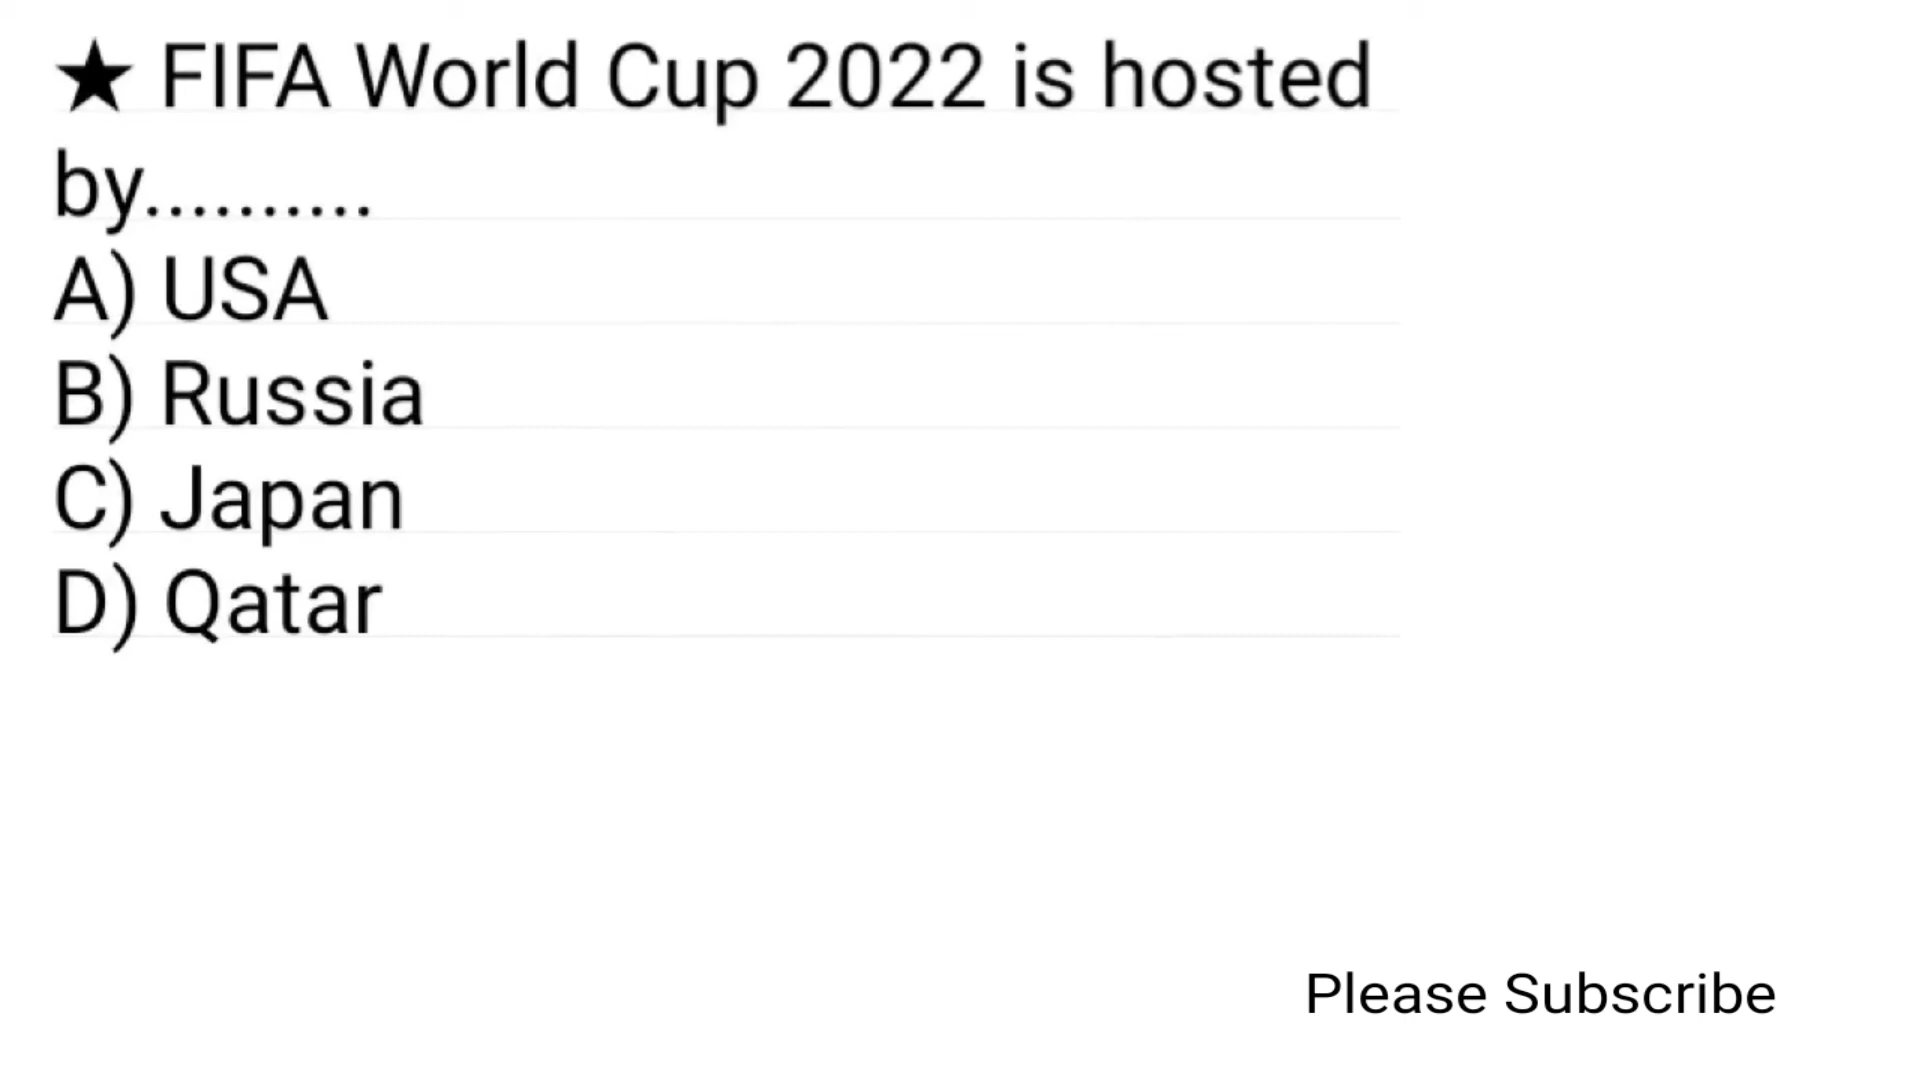 ★ FIFA World Cup 2022 is hosted
by..........
A) USA
B) Russia
C) Japan
D) Qatar
Please Subscribe